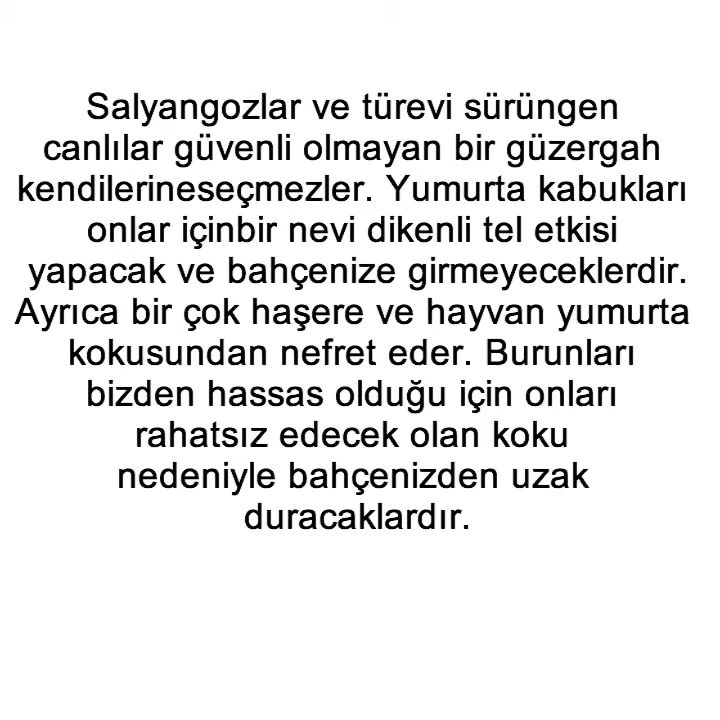 Salyangozlar ve türevi sürüngen
canlılar güvenli olmayan bir güzergah
kendilerineseçmezler. Yumurta kabukları
onlar içinbir nevi dikenli tel etkisi
yapacak ve bahçenize girmeyeceklerdir.
Ayrıca bir çok haşere ve hayvan yumurta
kokusundan nefret eder. Burunları
bizden hassas olduğu için onları
rahatsız edecek olan koku
nedeniyle bahçenizden uzak
duracaklardır.